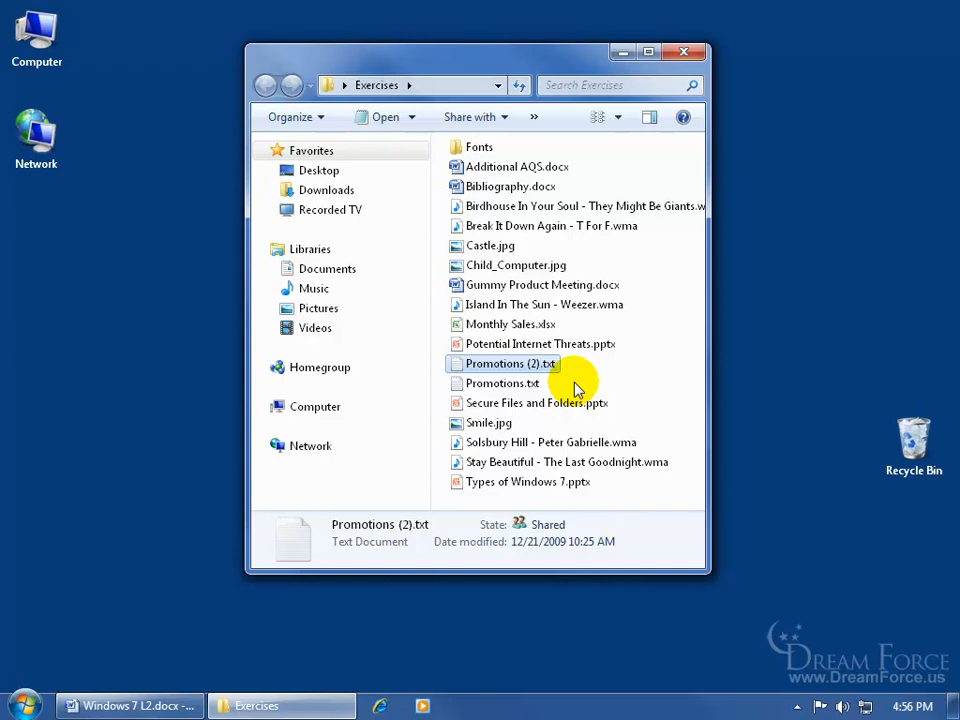 Computer
Network
Exercises
Search Exercises
Organize
Open
Share with
»
Favorites
Desktop
Downloads
Recorded TV
Libraries
Documents
Music
Pictures
Videos
Homegroup
Computer
Network
Fonts
Additional AQS.docx
Bibliography.docx
Birdhouse In Your Soul - They Might Be Giants.w
Break It Down Again - T For F.wma
Castle.jpg
Child_Computer.jpg
Gummy Product Meeting.docx
Island In The Sun - Weezer.wma
Monthly Sales.xlsx
Potential Internet Threats.pptx
Promotions (2).txt
Promotions.txt
Secure Files and Folders.pptx
Smile.jpg
Solsbury Hill - Peter Gabrielle.wma
Stay Beautiful - The Last Goodnight.wma
Types of Windows 7.pptx
Promotions (2).txt State: Shared
Text Document Date modified: 12/21/2009 10:25 AM
Recycle Bin
DREAM FORCE
www.DreamForce.us
Windows 7 L2.docx -...
Exercises
4:56 PM